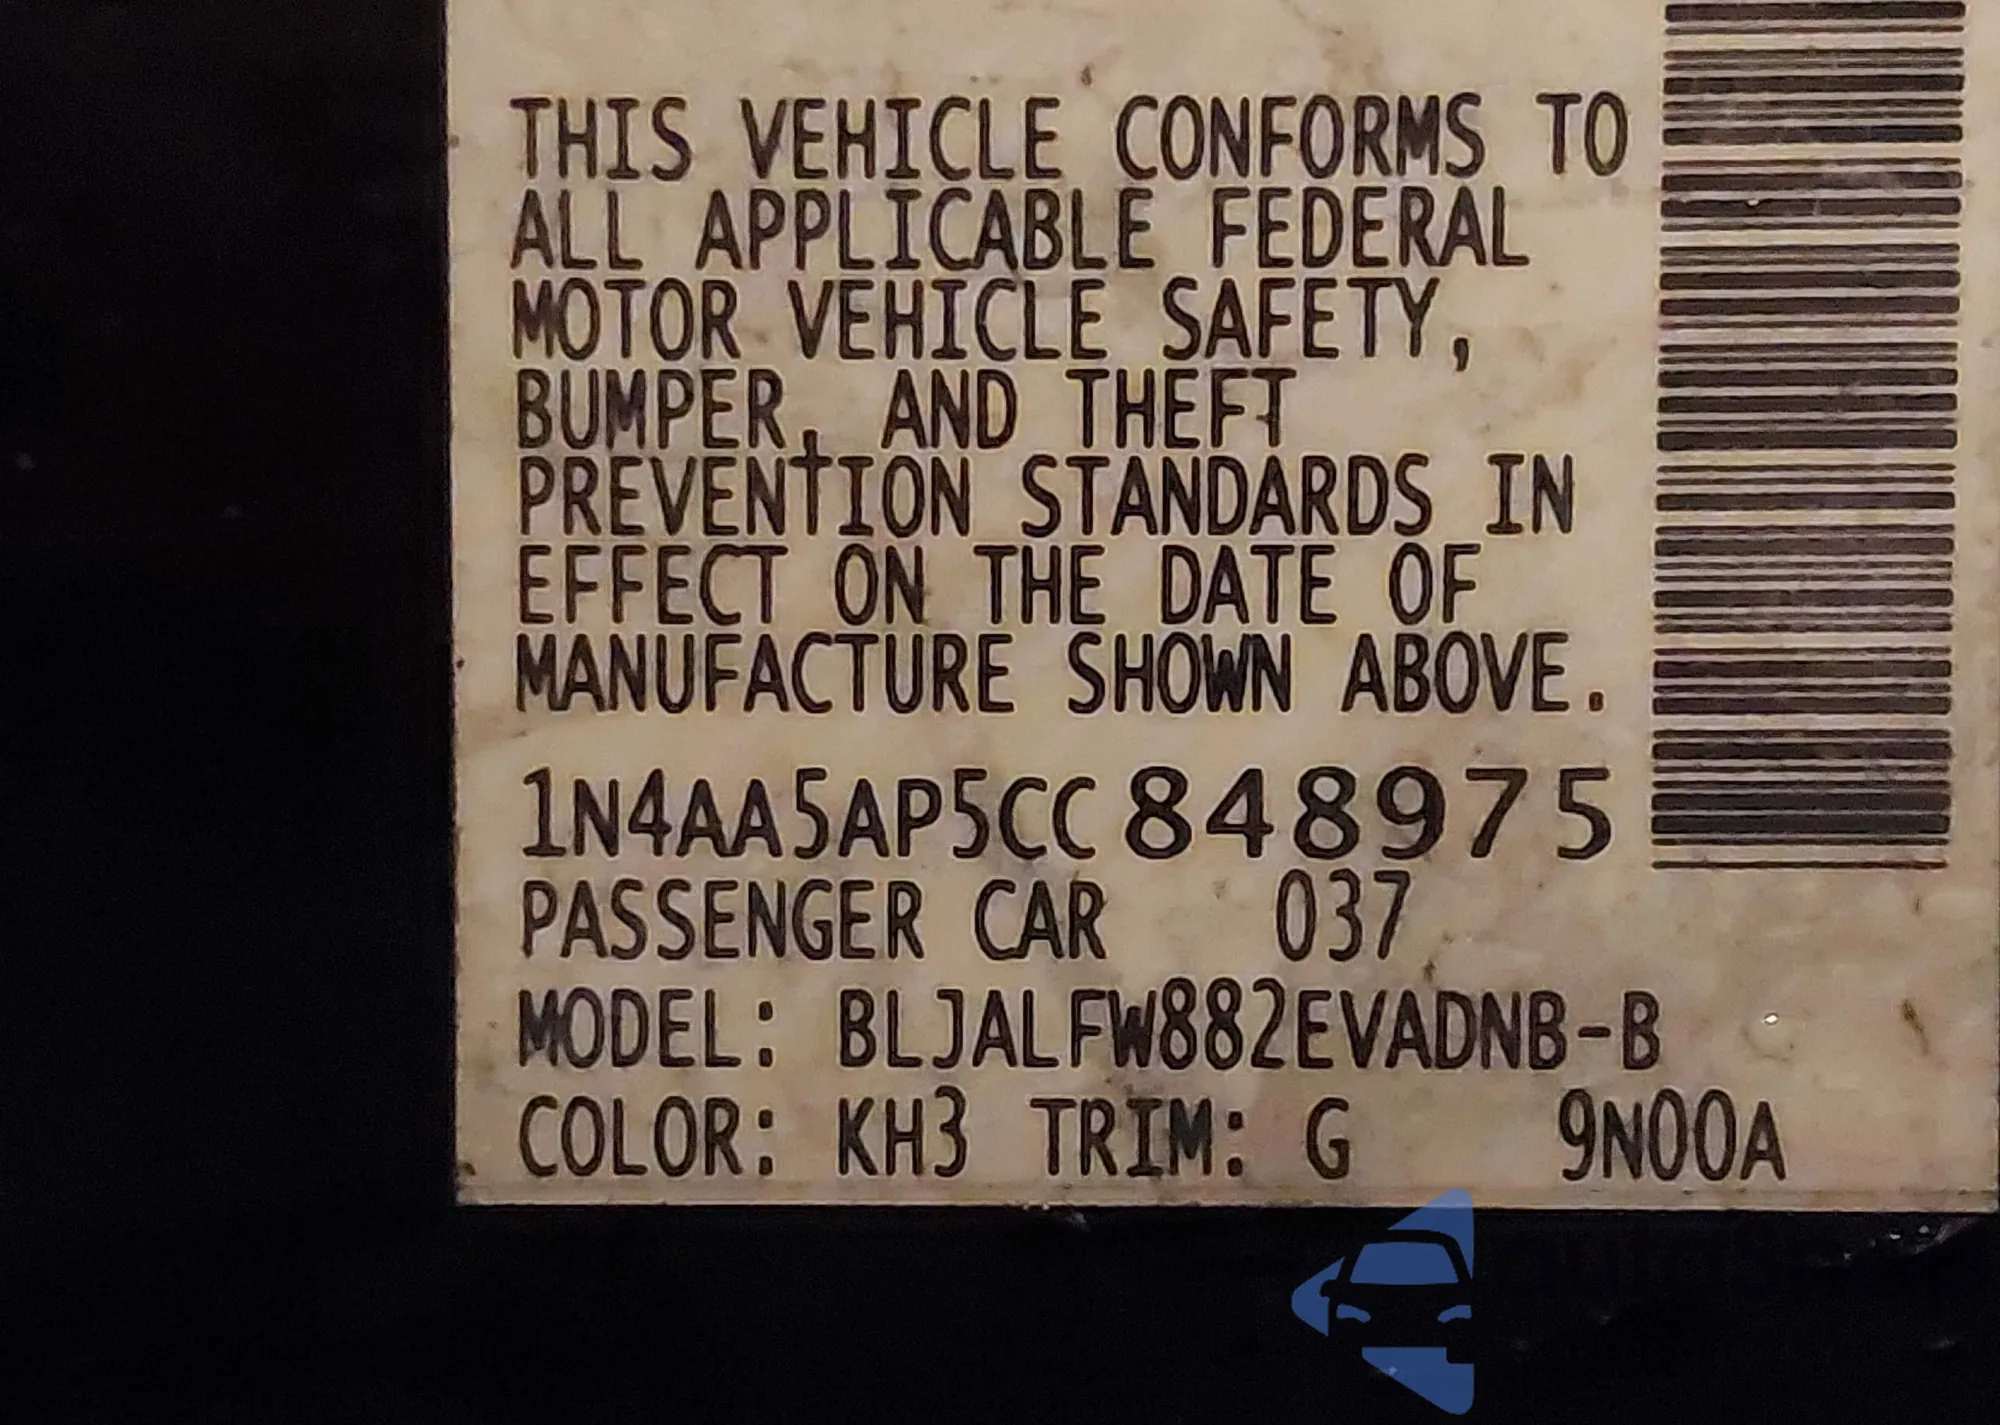 THIS VEHICLE CONFORMS TO
ALL APPLICABLE FEDERAL
MOTOR VEHICLE SAFETY,
BUMPER, AND THEFT
PREVENTION STANDARDS IN
EFFECT ON THE DATE OF
MANUFACTURE SHOWN ABOVE.
1N4AA5AP5CC848975
PASSENGER CAR 037
MODEL: BLJALFW882EVADNB-B
COLOR: KH3 TRIM: G 9N00A